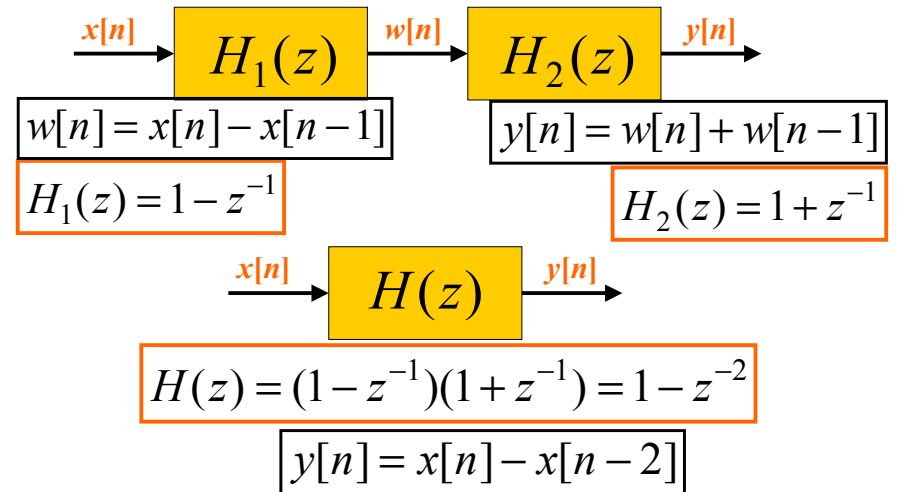 x[n] H₁(z) w[n] H₂(z) y[n]
w[n] = x[n] − x[n − 1]
y[n] = w[n] + w[n − 1]
H₁(z) = 1 − z⁻¹
H₂(z) = 1 + z⁻¹
x[n] H(z) y[n]
H(z) = (1 − z⁻¹)(1 + z⁻¹) = 1 − z⁻²
y[n] = x[n] − x[n − 2]